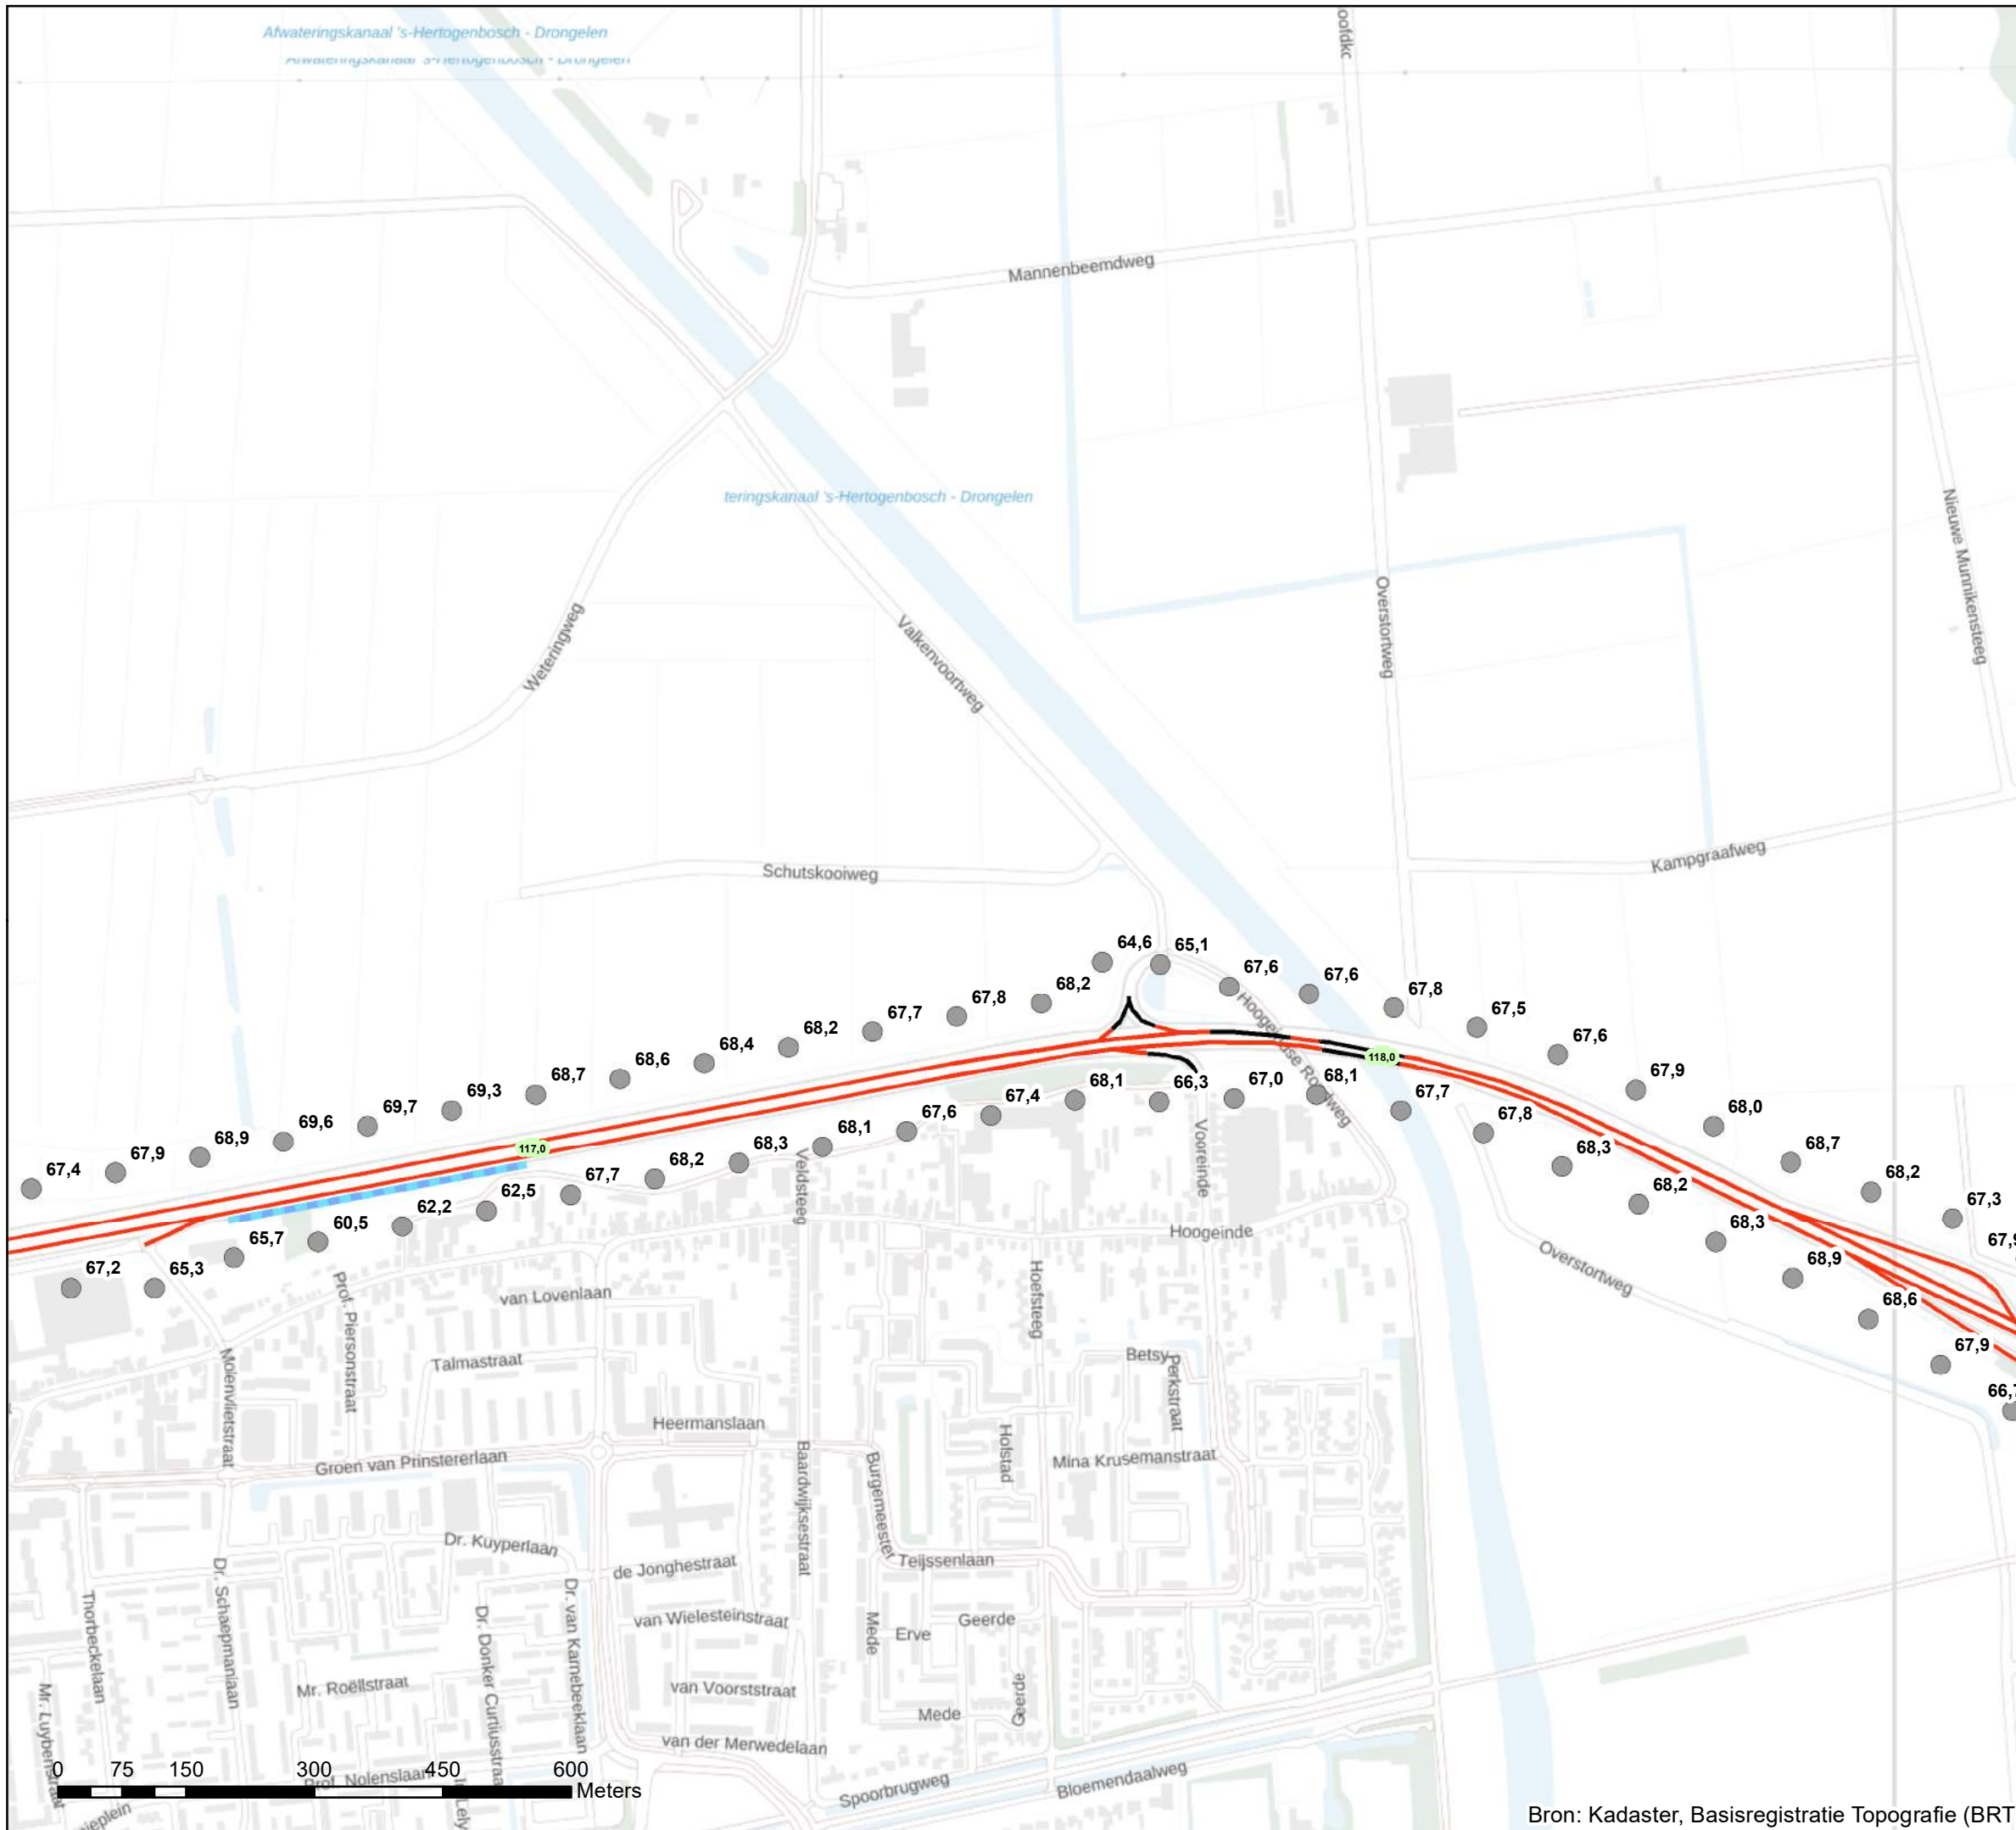 Afwateringskanaal 's-Hertogenbosch - Drongelen
Mannenbeemdweg
teringskanaal 's-Hertogenbosch - Drongelen
Nieuwe Munnikensteeg
Overstortweg
Weteringweg
Valkenvoortweg
Schutskooiweg
Kampgraafweg
64,6
65,1
67,6
67,6
67,8
67,5
67,6
67,9
68,0
68,7
68,2
67,3
68,2
67,8
67,7
68,2
68,4
68,6
68,7
69,3
69,7
69,6
68,9
67,9
67,4
117,0
118,0
67,2
65,3
65,7
60,5
62,2
62,5
67,7
68,2
68,3
68,1
67,6
67,4
68,1
66,3
67,0
68,1
67,7
67,8
68,3
68,2
68,3
68,9
68,6
67,9
Veldsteeg
Vooreinde
Hoogeinde
Overstortweg
Hoefsteeg
van Lovenlaan
Prof. Piersonstraat
Talmastraat
Betsy
Perkstraat
Heermanslaan
Groen van Prinstererlaan
Baardwijksestraat
Burgemeester
Holstad
Mina Krusemanstraat
Dr. Kuyperlaan
de Jonghestraat
Teijssenlaan
Thorbeckelaan
Dr. Schaepmanlaan
Dr. Donker Curtiusstraa
Dr. van Karnebeeklaan
van Wielesteinstraat
Mede
Erve
Geerde
Mr. Roëllstraat
van Voorststraat
Geerde
Mede
van der Merwedelaan
Prof. Nolenslaan
Spoorbrugweg
Bloemendaalweg
0 75 150 300 450 600
Meters
Bron: Kadaster, Basisregistratie Topografie (BRT